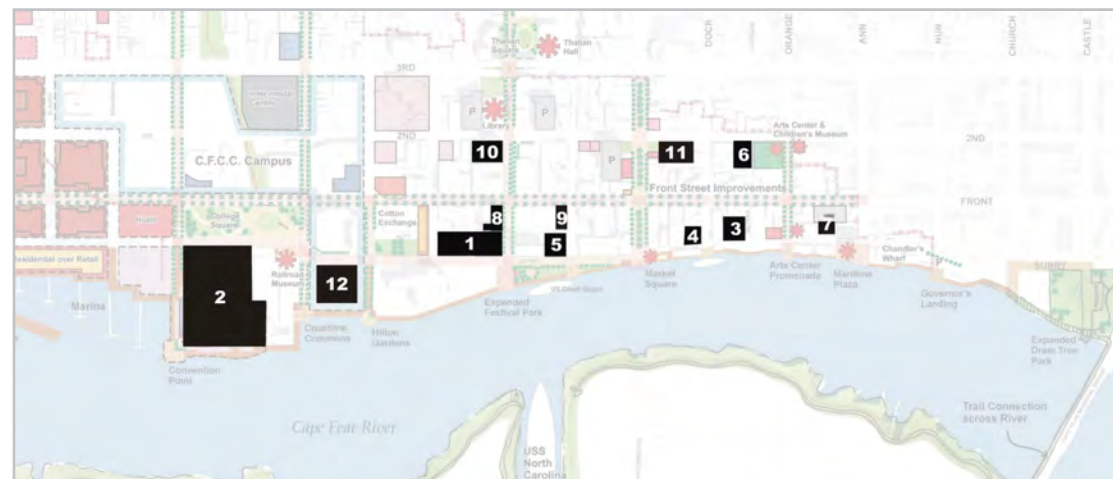 Thalian
Square
Thalian
Hall
DOCK
ORANGE
ANN
NUN
CHURCH
CASTLE
3RD
P
P
Library
2ND
Arts Center &
Children's Museum
2ND
10
P
11
6
C.F.C.C. Campus
Front Street Improvements
FRONT
Hotel
College
Square
Cotton
Exchange
8
9
1
5
4
3
7
Residential over Retail
Railroad
Museum
2
12
Market
Square
Arts Center
Promenade
Maritime
Plaza
Chandler's
Wharf
SURRY
Marina
Expanded
Festival Park
Governor's
Landing
Coastline
Commons
Hilton
Gardens
Convention
Point
Expanded
Dram Tree
Park
Cape Fear River
Trail Connection
across River
USS
North
Carolina